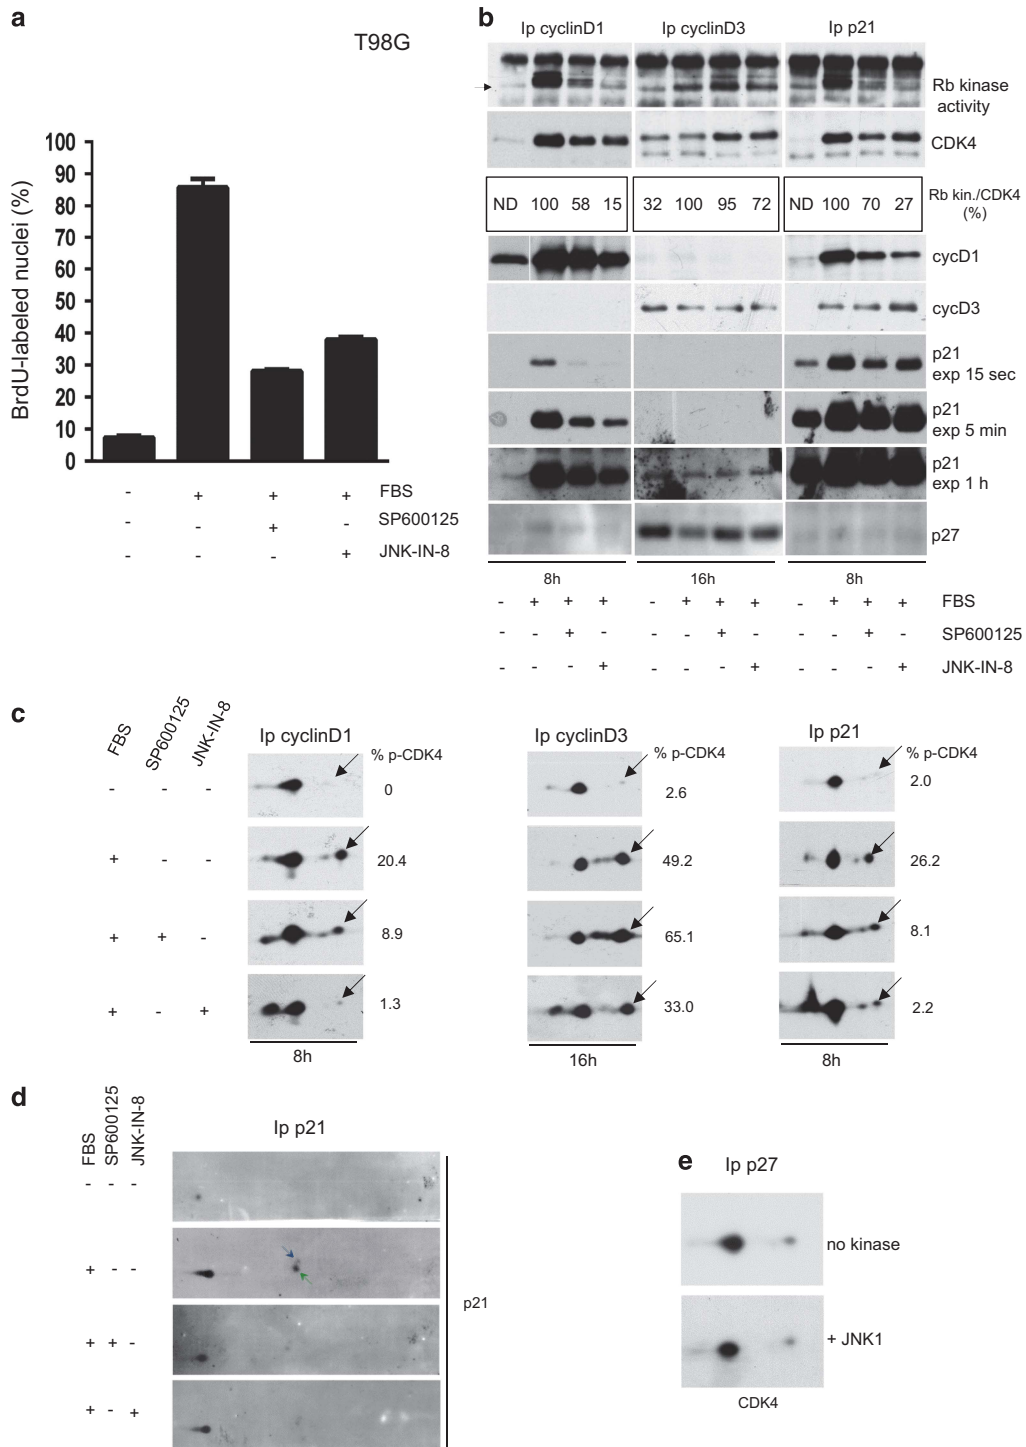 a
T98G
BrdU-labeled nuclei (%)
100
90
80
70
60
50
40
30
20
10
0
- + + + FBS
- - + - SP600125
- - - + JNK-IN-8
b
Ip cyclinD1 Ip cyclinD3 Ip p21
Rb kinase
activity
CDK4
ND 100 58 15 32 100 95 72 ND 100 70 27 Rb kin./CDK4
(%)
cycD1
cycD3
p21
exp 15 sec
p21
exp 5 min
p21
exp 1 h
p27
8h 16h 8h
- + + + - + + + - + + + FBS
- - + - - - + - - - + - SP600125
- - - + - - - + - - - + JNK-IN-8
c
FBS SP600125 JNK-IN-8
Ip cyclinD1 Ip cyclinD3 Ip p21
% p-CDK4 % p-CDK4 % p-CDK4
- - - 0 2.6 2.0
+ - - 20.4 49.2 26.2
+ + - 8.9 65.1 8.1
+ - + 1.3 33.0 2.2
8h 16h 8h
d
FBS SP600125 JNK-IN-8
Ip p21
- - -
+ - -
+ + -
+ - +
p21
e
Ip p27
no kinase
+ JNK1
CDK4